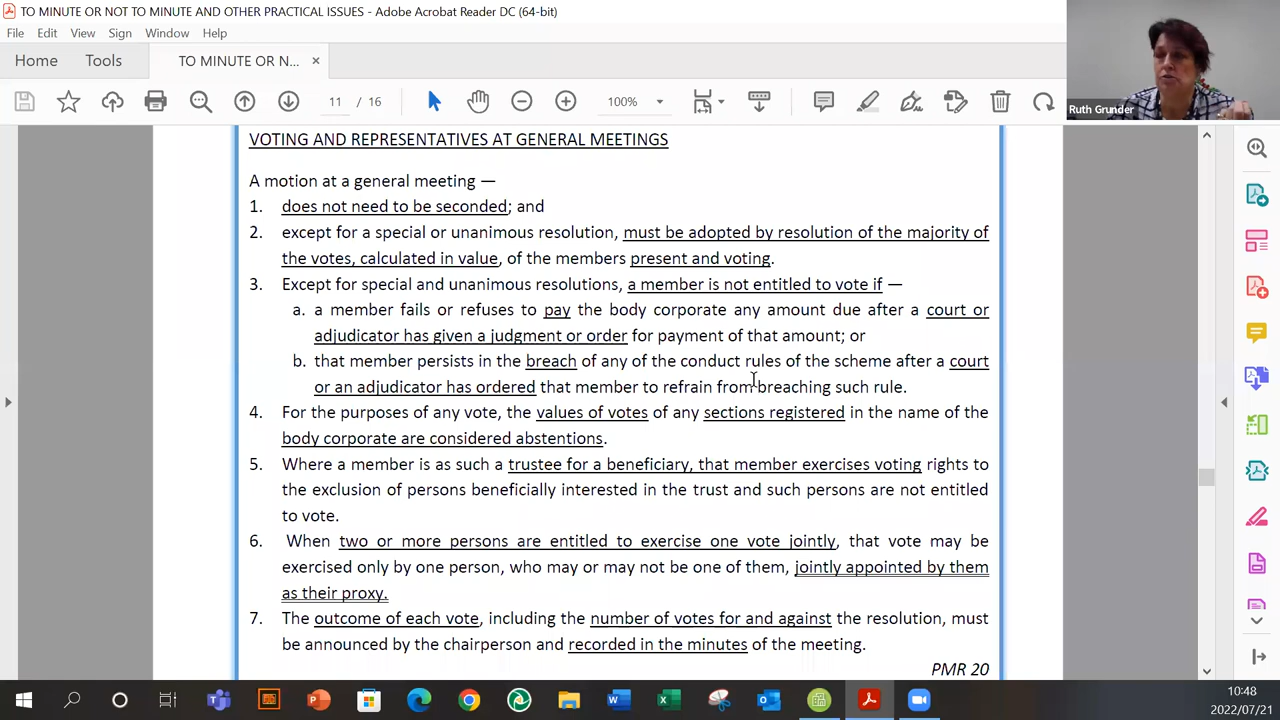 TO MINUTE OR NOT TO MINUTE AND OTHER PRACTICAL ISSUES - Adobe Acrobat Reader DC (64-bit)
File Edit View Sign Window Help
Home Tools TO MINUTE OR N... ×
11 / 16 100%
Ruth Grunder
VOTING AND REPRESENTATIVES AT GENERAL MEETINGS
A motion at a general meeting —
1. does not need to be seconded; and
2. except for a special or unanimous resolution, must be adopted by resolution of the majority of
the votes, calculated in value, of the members present and voting.
3. Except for special and unanimous resolutions, a member is not entitled to vote if —
a. a member fails or refuses to pay the body corporate any amount due after a court or
adjudicator has given a judgment or order for payment of that amount; or
b. that member persists in the breach of any of the conduct rules of the scheme after a court
or an adjudicator has ordered that member to refrain from breaching such rule.
4. For the purposes of any vote, the values of votes of any sections registered in the name of the
body corporate are considered abstentions.
5. Where a member is as such a trustee for a beneficiary, that member exercises voting rights to
the exclusion of persons beneficially interested in the trust and such persons are not entitled
to vote.
6. When two or more persons are entitled to exercise one vote jointly, that vote may be
exercised only by one person, who may or may not be one of them, jointly appointed by them
as their proxy.
7. The outcome of each vote, including the number of votes for and against the resolution, must
be announced by the chairperson and recorded in the minutes of the meeting.
PMR 20
10:48
2022/07/21